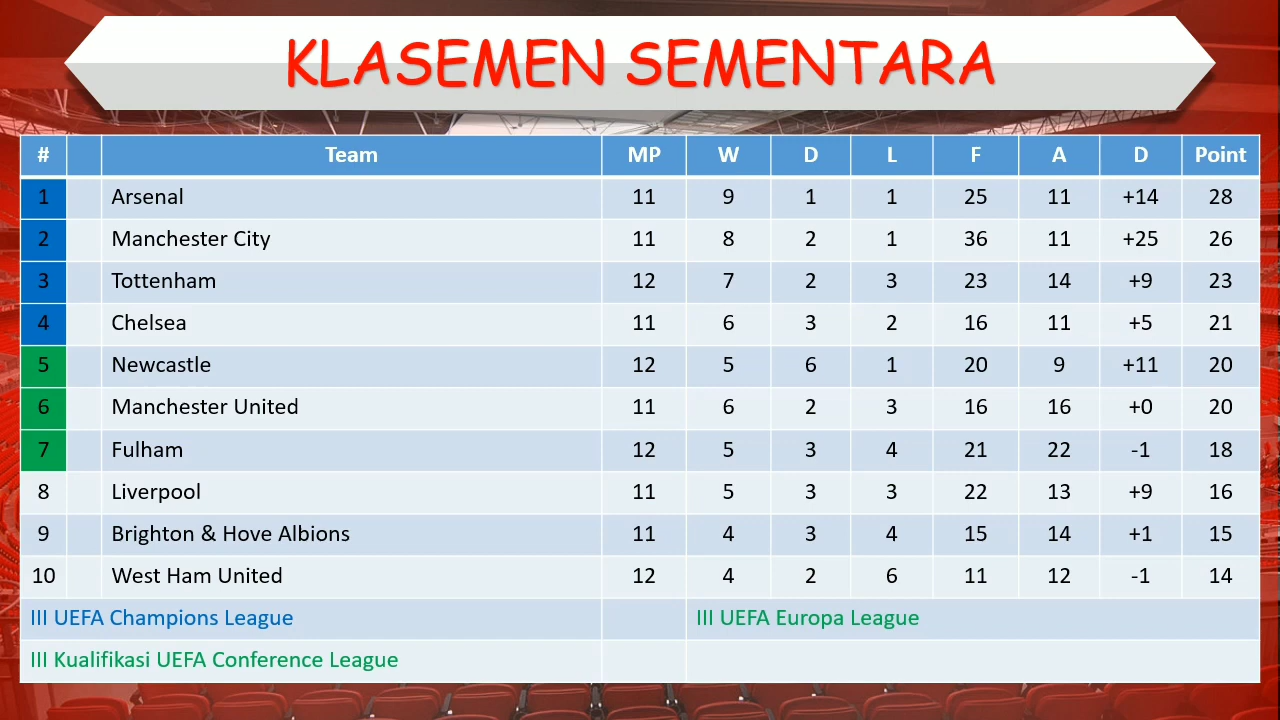 KLASEMEN SEMENTARA
# Team MP W D L F A D Point
1 Arsenal 11 9 1 1 25 11 +14 28
2 Manchester City 11 8 2 1 36 11 +25 26
3 Tottenham 12 7 2 3 23 14 +9 23
4 Chelsea 11 6 3 2 16 11 +5 21
5 Newcastle 12 5 6 1 20 9 +11 20
6 Manchester United 11 6 2 3 16 16 +0 20
7 Fulham 12 5 3 4 21 22 -1 18
8 Liverpool 11 5 3 3 22 13 +9 16
9 Brighton & Hove Albions 11 4 3 4 15 14 +1 15
10 West Ham United 12 4 2 6 11 12 -1 14
III UEFA Champions League III UEFA Europa League
III Kualifikasi UEFA Conference League